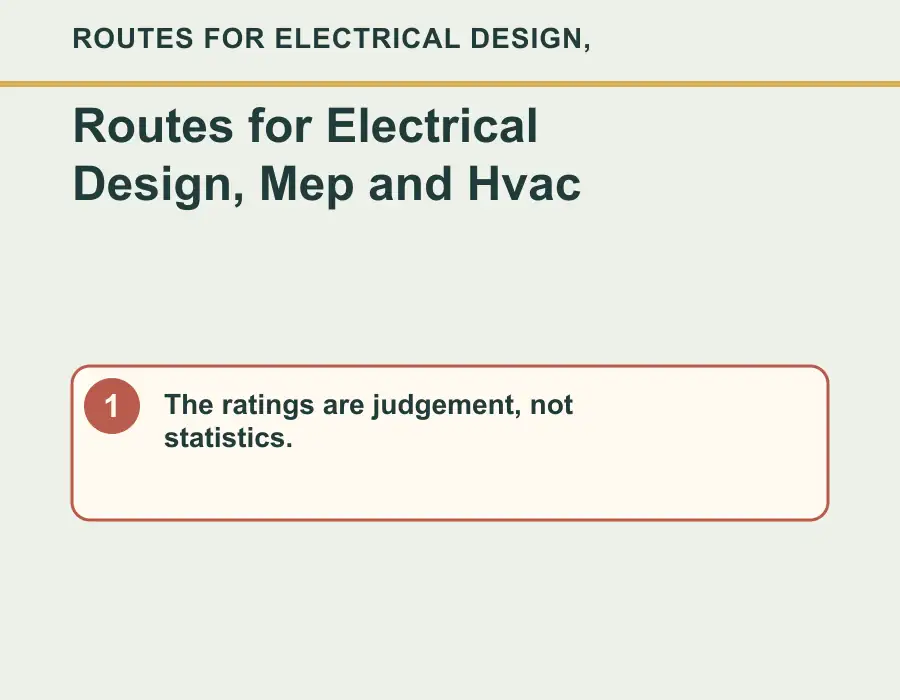 ROUTES FOR ELECTRICAL DESIGN,
Routes for Electrical
Design, Mep and Hvac
1
The ratings are judgement, not
statistics.